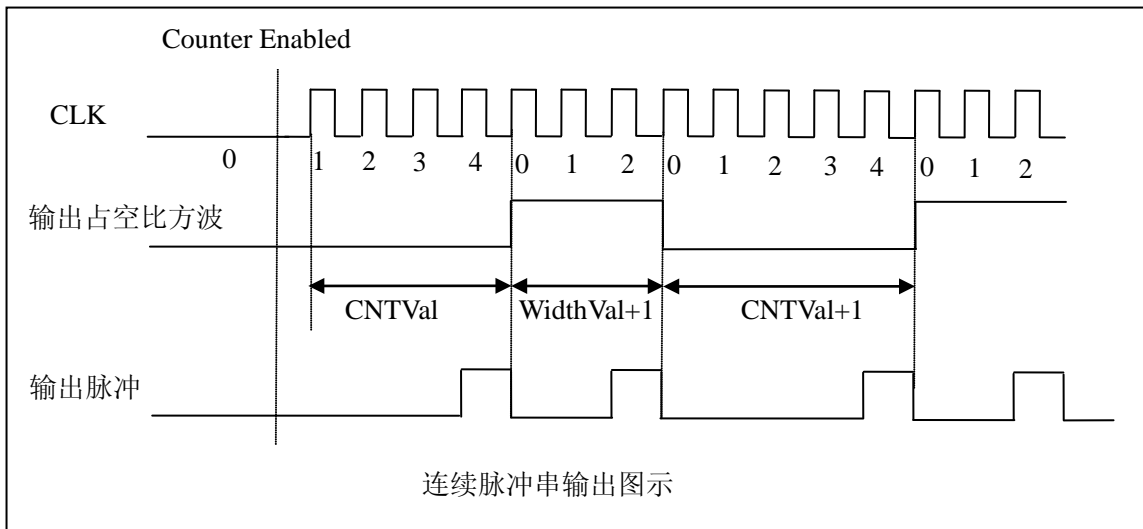 Counter Enabled
CLK
0 1 2 3 4 0 1 2 0 1 2 3 4 0 1 2
输出占空比方波
CNTVal WidthVal+1 CNTVal+1
输出脉冲
连续脉冲串输出图示